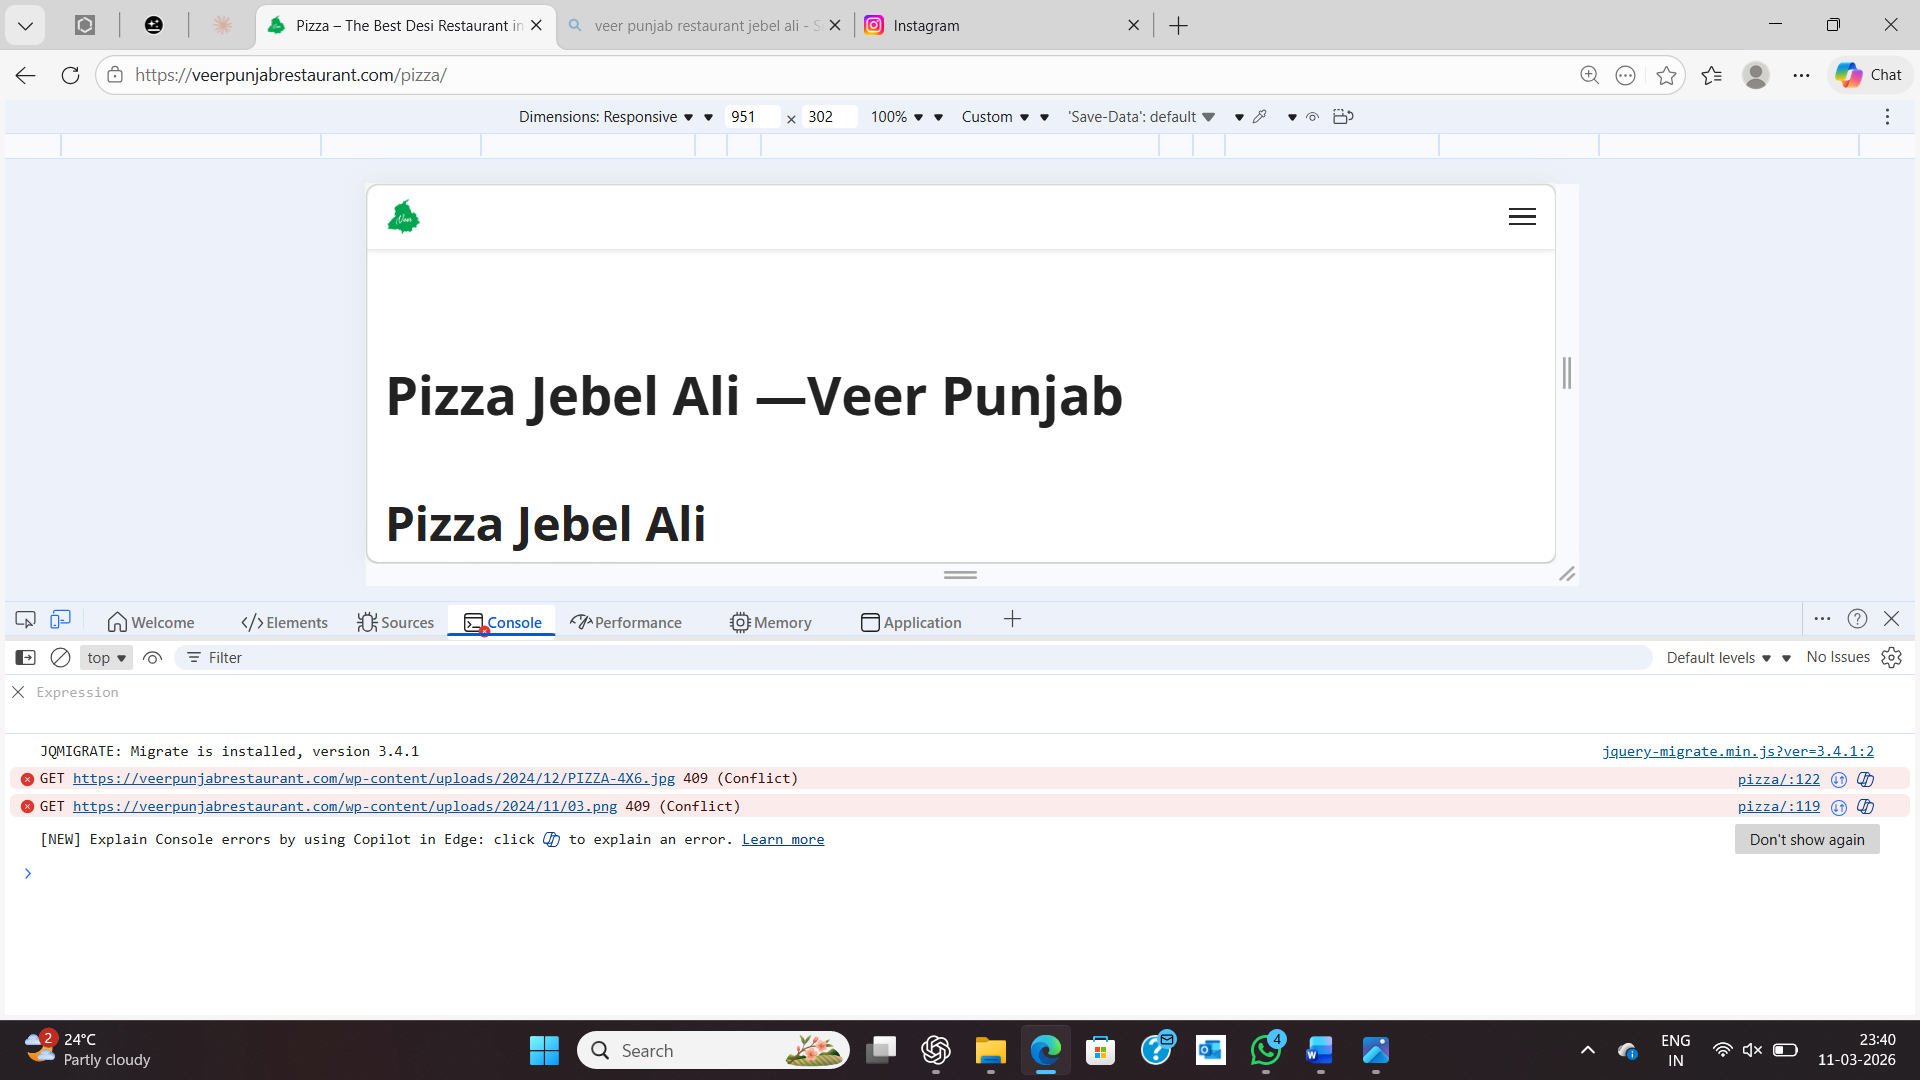 Pizza – The Best Desi Restaurant in
veer punjab restaurant jebel ali - S
Instagram
https://veerpunjabrestaurant.com/pizza/
Chat
Dimensions: Responsive
951 × 302
100%
Custom
'Save-Data': default
Veer
Pizza Jebel Ali —Veer Punjab
Pizza Jebel Ali
Welcome
Elements
Sources
Console
Performance
Memory
Application
top
Filter
Default levels
No Issues
Expression
JQMIGRATE: Migrate is installed, version 3.4.1
jquery-migrate.min.js?ver=3.4.1:2
GET https://veerpunjabrestaurant.com/wp-content/uploads/2024/12/PIZZA-4X6.jpg 409 (Conflict)
pizza/:122
GET https://veerpunjabrestaurant.com/wp-content/uploads/2024/11/03.png 409 (Conflict)
pizza/:119
[NEW] Explain Console errors by using Copilot in Edge: click to explain an error. Learn more
Don't show again
2
24°C
Partly cloudy
Search
4
ENG
IN
23:40
11-03-2026